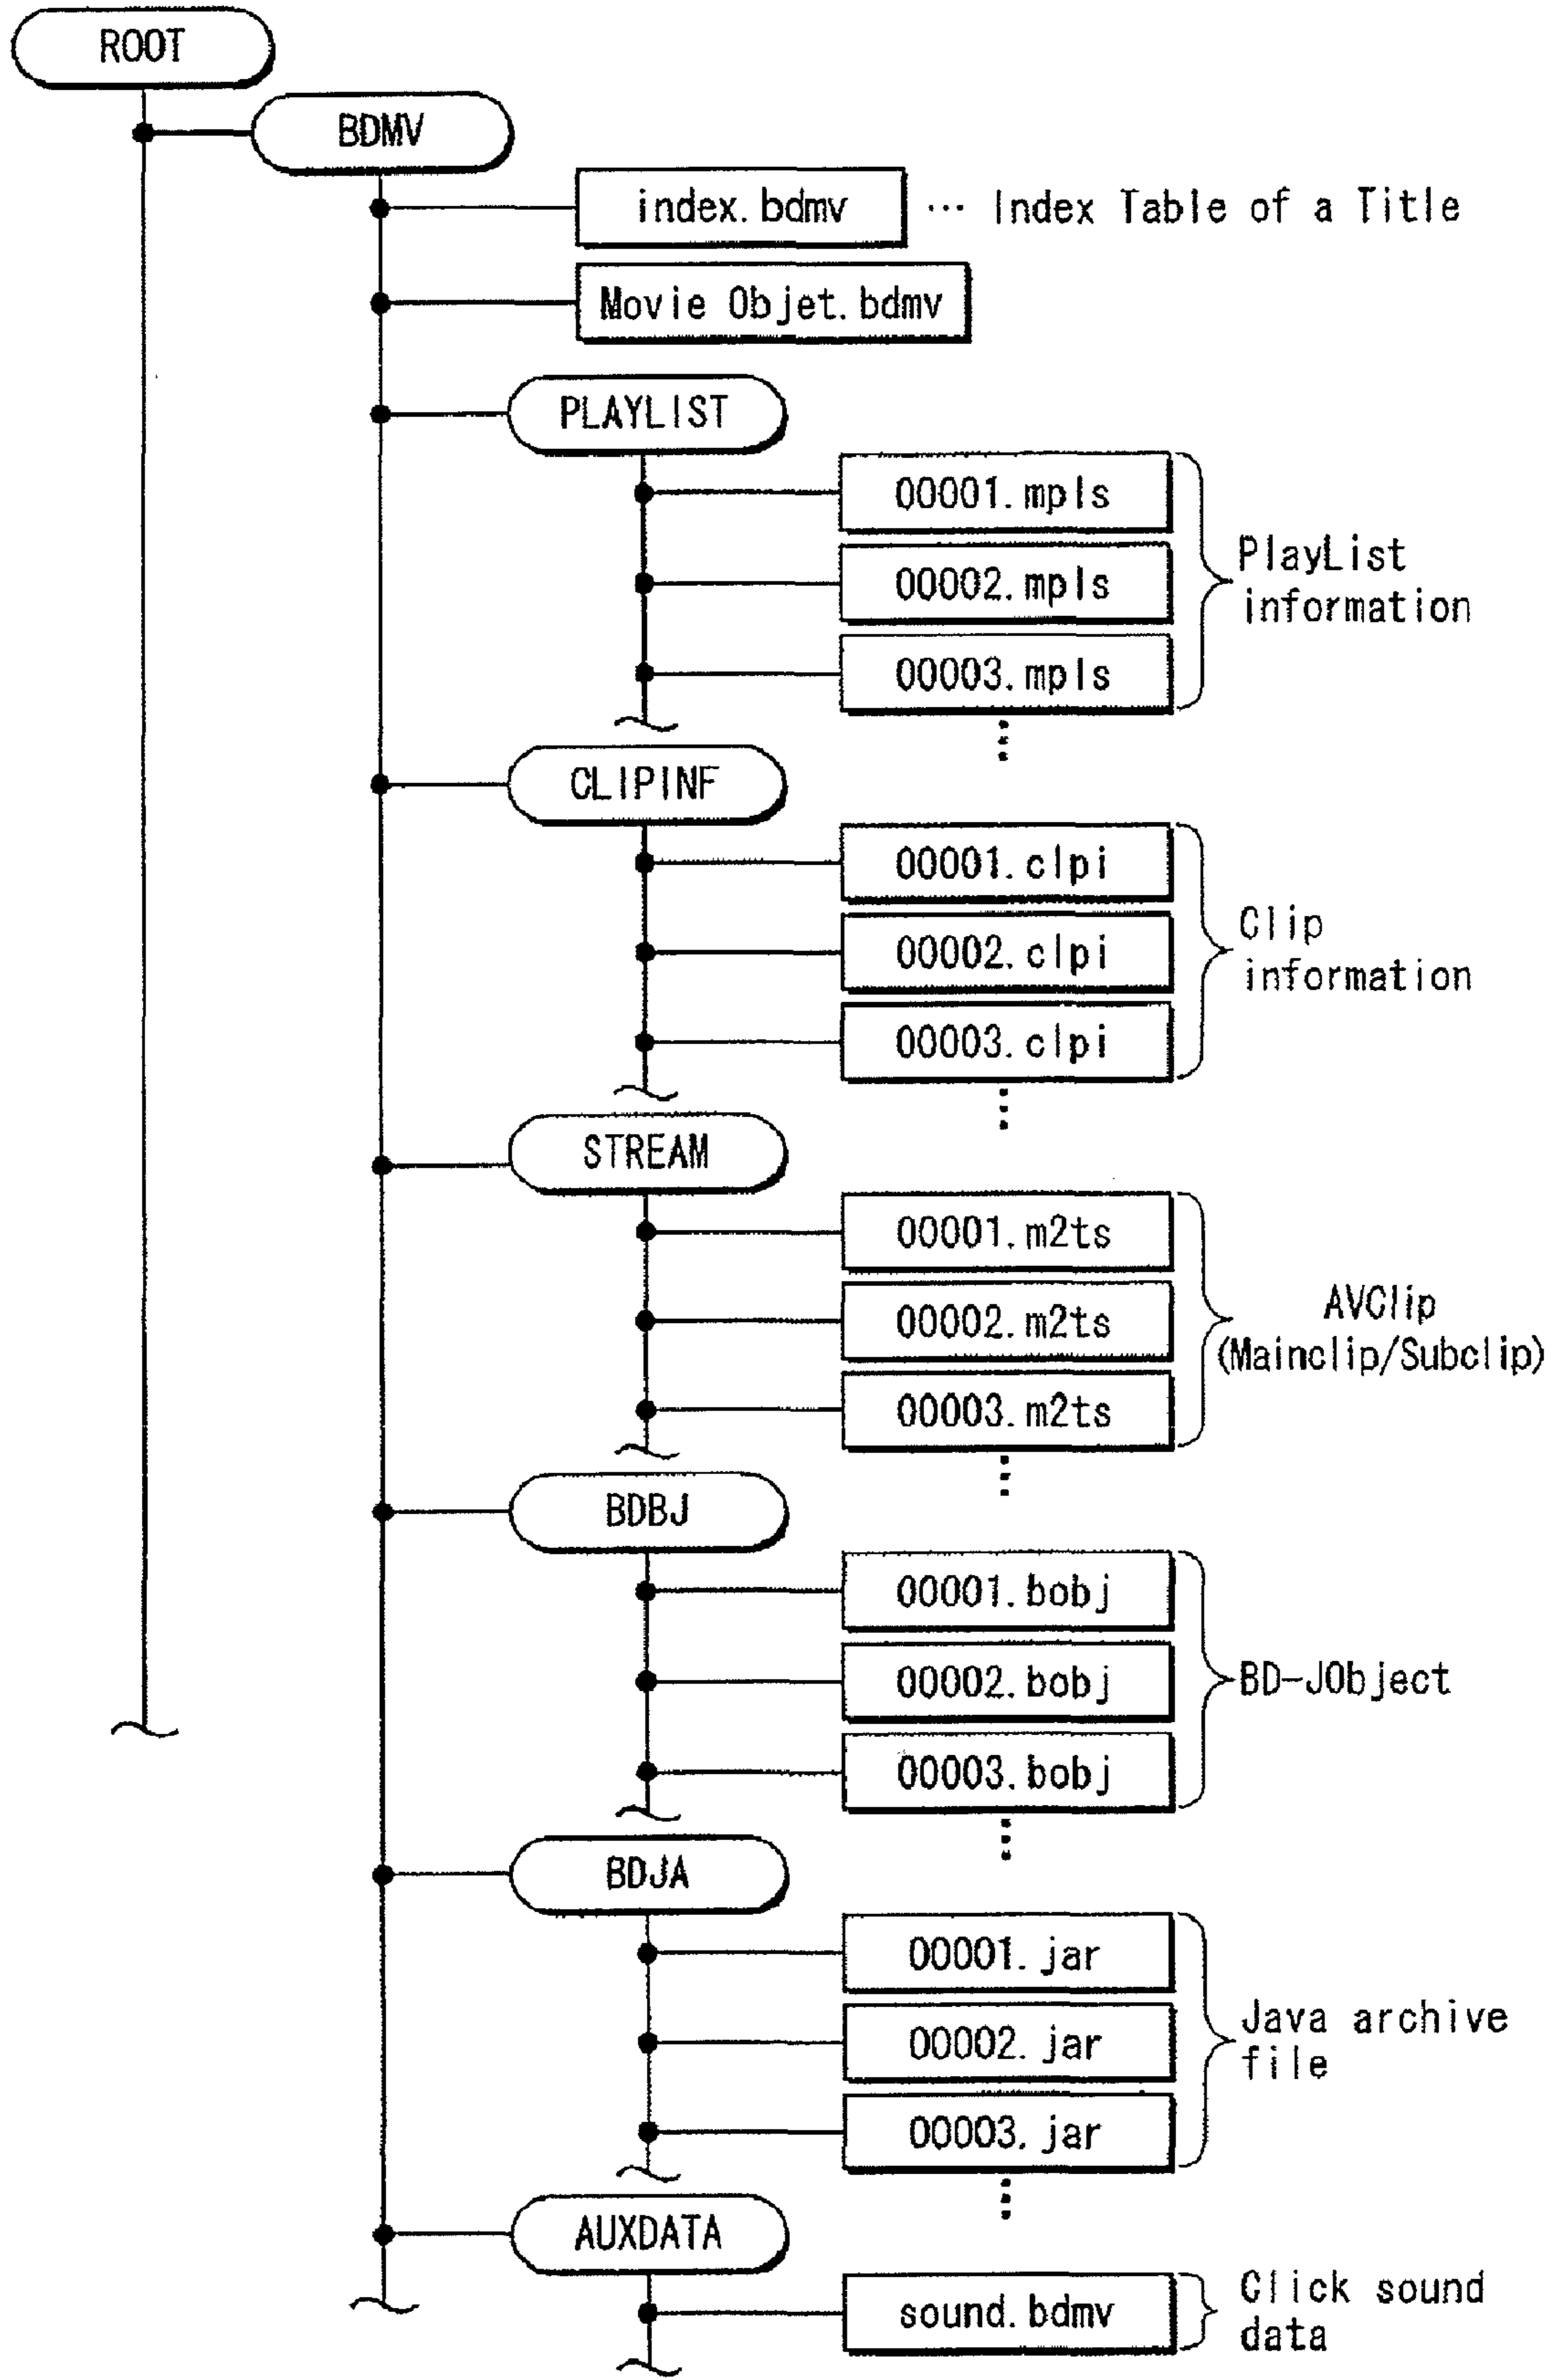 ROOT
BDMV
index.bdmv ··· Index Table of a Title
Movie Objet.bdmv
PLAYLIST
00001.mpls
00002.mpls
00003.mpls
PlayList
information
CLIPINF
00001.clpi
00002.clpi
00003.clpi
Clip
information
STREAM
00001.m2ts
00002.m2ts
00003.m2ts
AVClip
(Mainclip/Subclip)
BDBJ
00001.bobj
00002.bobj
00003.bobj
BD-JObject
BDJA
00001.jar
00002.jar
00003.jar
Java archive
file
AUXDATA
sound.bdmv
Click sound
data